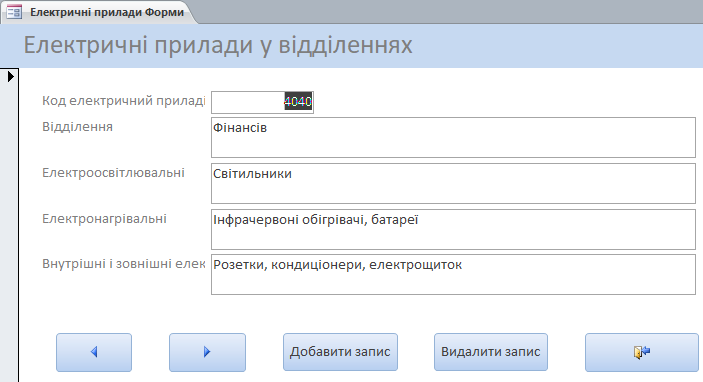 Електричні прилади Форми
Електричні прилади у відділеннях
Код електричний приладі 4040
Відділення Фінансів
Електроосвітлювальні Світильники
Електронагрівальні Інфрачервоні обігрівачі, батареї
Внутрішні і зовнішні елек Розетки, кондиціонери, електрощиток
Добавити запис Видалити запис